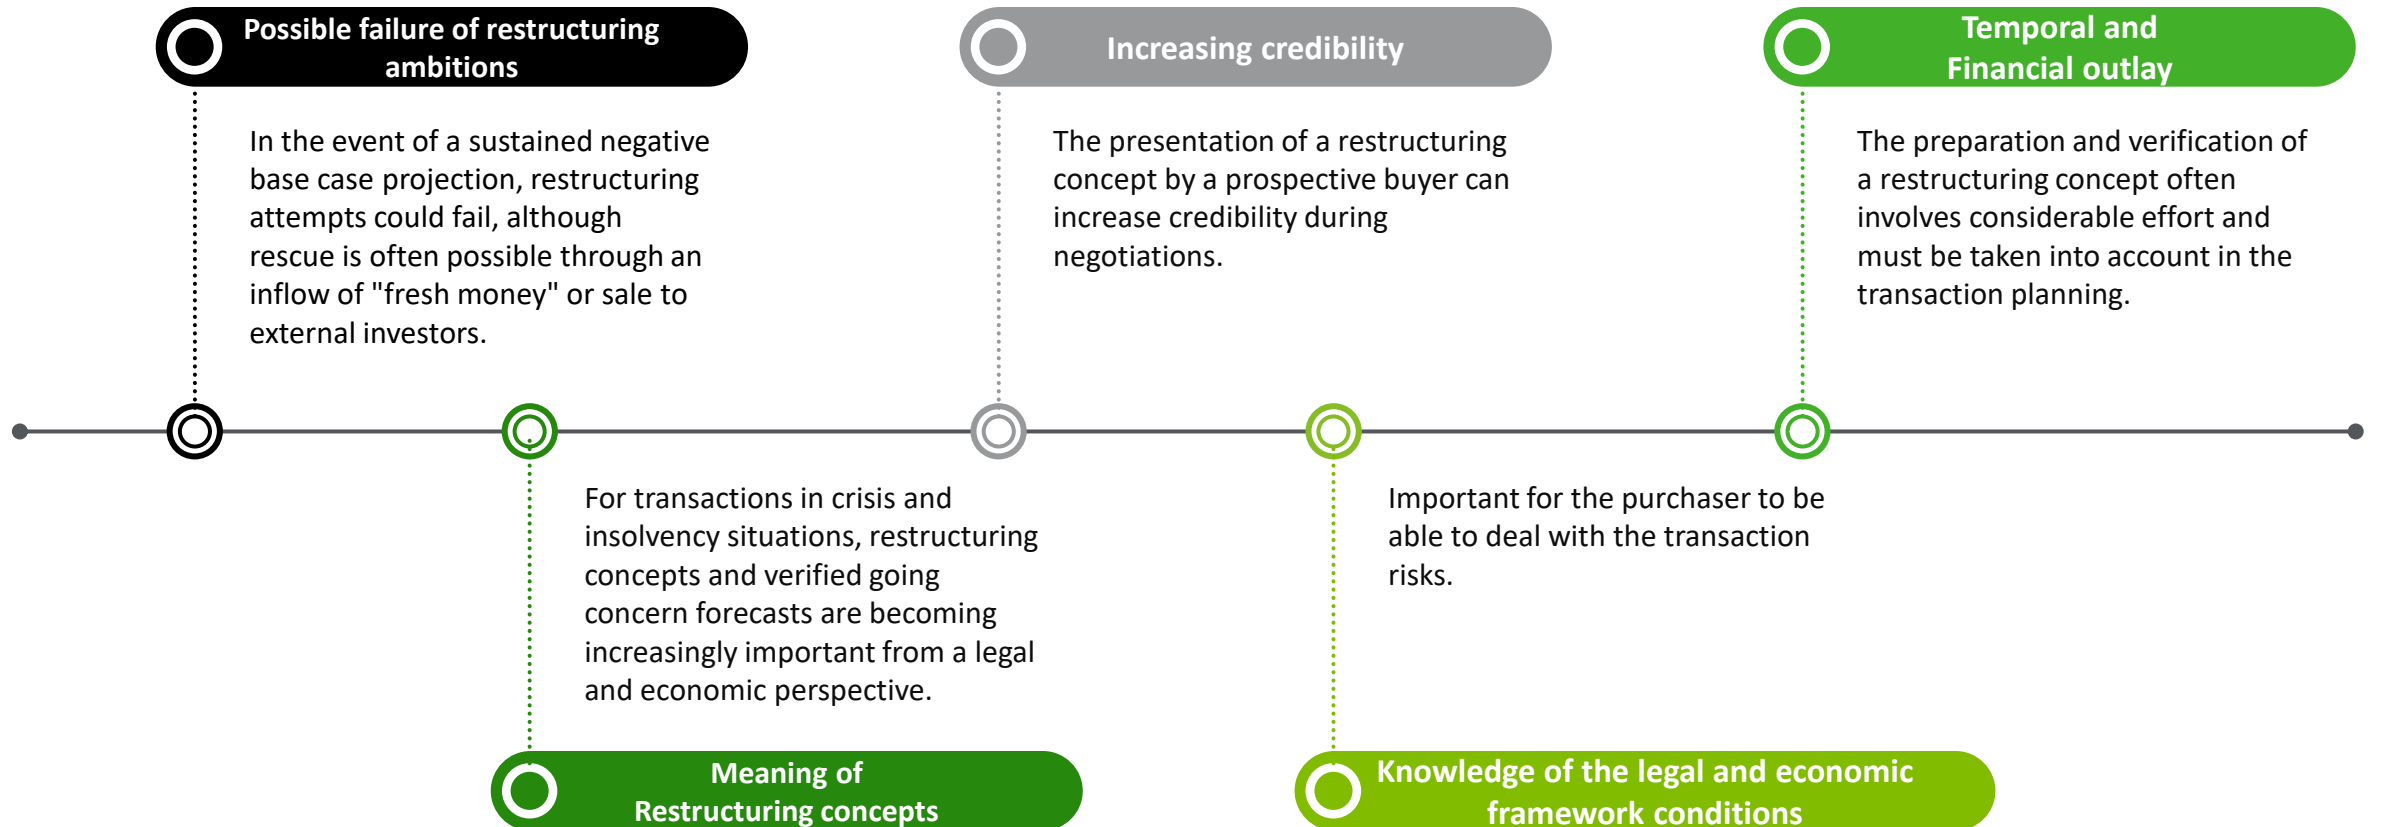 Possible failure of restructuring
ambitions
In the event of a sustained negative
base case projection, restructuring
attempts could fail, although
rescue is often possible through an
inflow of "fresh money" or sale to
external investors.
Increasing credibility
The presentation of a restructuring
concept by a prospective buyer can
increase credibility during
negotiations.
Temporal and
Financial outlay
The preparation and verification of
a restructuring concept often
involves considerable effort and
must be taken into account in the
transaction planning.
For transactions in crisis and
insolvency situations, restructuring
concepts and verified going
concern forecasts are becoming
increasingly important from a legal
and economic perspective.
Meaning of
Restructuring concepts
Important for the purchaser to be
able to deal with the transaction
risks.
Knowledge of the legal and economic
framework conditions